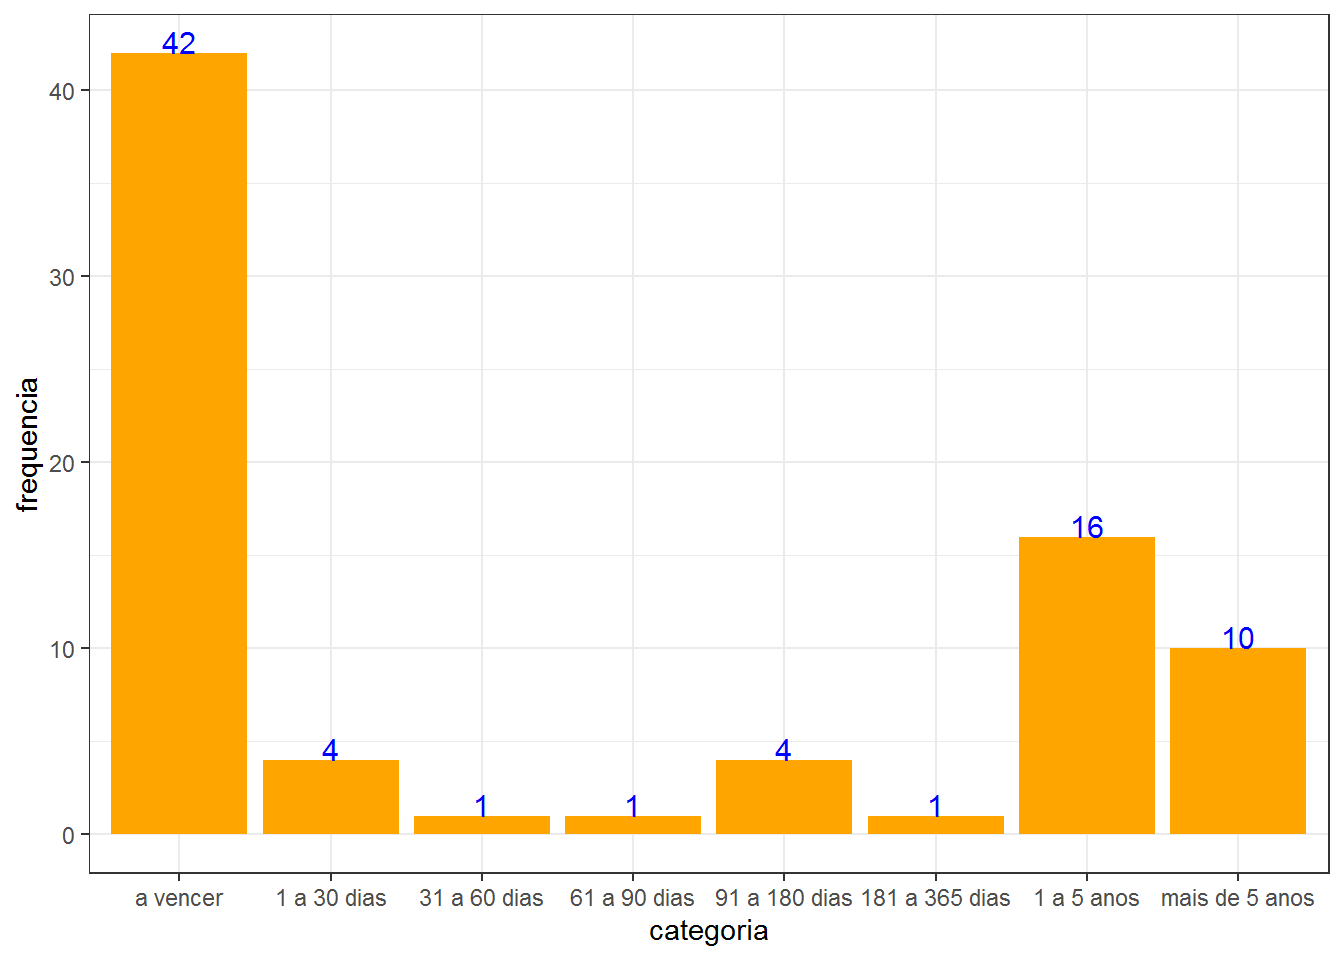 42
40
30
frequencia
20
16
10
10
4
4
1
1
1
0
a vencer
1 a 30 dias
31 a 60 dias
61 a 90 dias
91 a 180 dias
181 a 365 dias
1 a 5 anos
mais de 5 anos
categoria